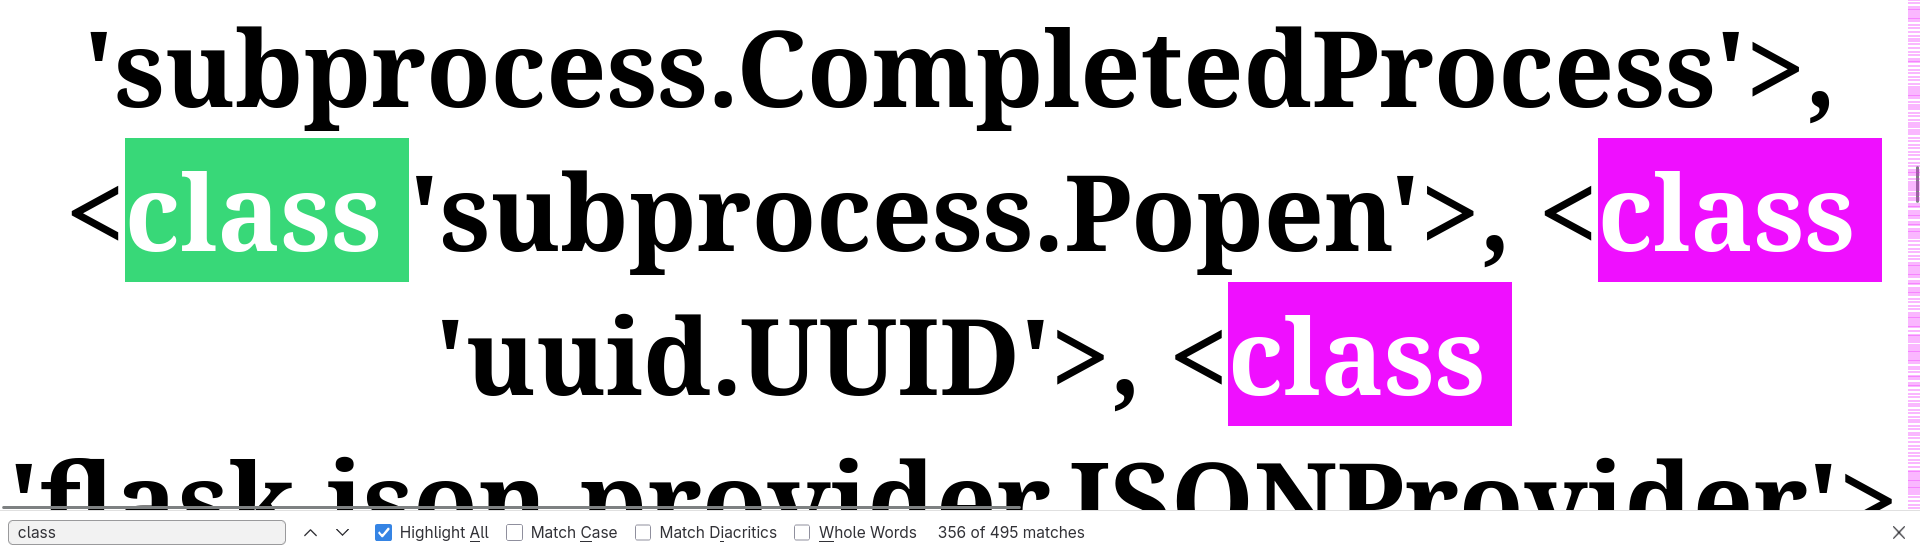 'subprocess.CompletedProcess'>,
<class 'subprocess.Popen'>, <class
'uuid.UUID'>, <class
'flask.json.provider.JSONProvider'>
class Highlight All Match Case Match Diacritics Whole Words 356 of 495 matches